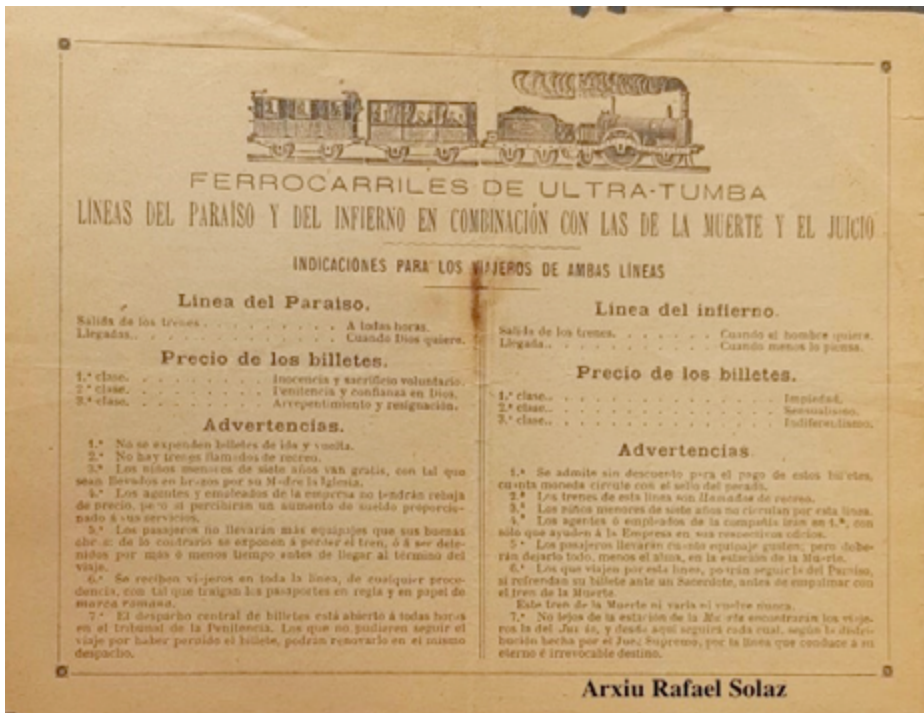 FERROCARRILES DE ULTRA-TUMBA
LÍNEAS DEL PARAÍSO Y DEL INFIERNO EN COMBINACIÓN CON LAS DE LA MUERTE Y EL JUICIO
INDICACIONES PARA LOS VIAJEROS DE AMBAS LÍNEAS
Línea del Paraiso.
Salida de los trenes . . . . . . . . . . A todas horas.
Llegadas. . . . . . . . . . . . . Cuando Dios quiere.
Precio de los billetes.
1.ª clase. . . . . . . . . Inocencia y sacrificio voluntario.
2.ª clase. . . . . . . . . Penitencia y confianza en Dios.
3.ª clase. . . . . . . . . Arrepentimiento y resignación.
Advertencias.
1.ª No se expenden billetes de ida y vuelta.
2.ª No hay trenes llamados de recreo.
3.ª Los niños menores de siete años van gratis, con tal que
sean llevados en brazos por su Madre la Iglesia.
4.ª Los agentes y empleados de la empresa no tendrán rebaja
de precio, pero si percibirán un aumento de sueldo proporcio-
nado á sus servicios.
5.ª Los pasajeros no llevarán más equipajes que sus buenas
obras: de lo contrario se exponen á perder el tren, ó á ser dete-
nidos por más ó menos tiempo antes de llegar al término del
viaje.
6.ª Se reciben viajeros en toda la línea, de cualquier proce-
dencia, con tal que traigan los pasaportes en regla y en papel de
marca romana.
7.ª El despacho central de billetes está abierto á todas horas
en el tribunal de la Penitencia. Los que no pudieren seguir el
viaje por haber perdido el billete, podrán renovarlo en el mismo
despacho.
Línea del infierno.
Salida de los trenes. . . . . . . Cuando el hombre quiere.
Llegada. . . . . . . . . . . Cuando menos lo piensa.
Precio de los billetes.
1.ª clase. . . . . . . . . . . . . Impiedad.
2.ª clase. . . . . . . . . . . . . Sensualismo.
3.ª clase. . . . . . . . . . . . . Indiferentismo.
Advertencias.
1.ª Se admite sin descuento para el pago de estos billetes,
cuanta moneda circule con el sello del pecado.
2.ª Los trenes de esta línea son llamados de recreo.
3.ª Los niños menores de siete años no circulan por esta línea.
4.ª Los agentes ó empleados de la compañía irán en 1.ª, con
sólo que ayuden á la Empresa en sus respectivos oficios.
5.ª Los pasajeros llevarán cuanto equipaje gusten; pero debe-
rán dejarlo todo, menos el alma, en la estación de la Muerte.
6.ª Los que viajen por esta línea, podrán seguir la del Paraíso,
si refrendan su billete ante un Sacerdote, antes de empalmar con
el tren de la Muerte.
Este tren de la Muerte ni varía ni vuelve nunca.
7.ª No lejos de la estación de la Muerte encontrarán los viaje-
ros la del Juicio, y desde aquí seguirá cada cual, según la distri-
bución hecha por el Juez Supremo, por la línea que conduce a su
eterno é irrevocable destino.
Arxiu Rafael Solaz